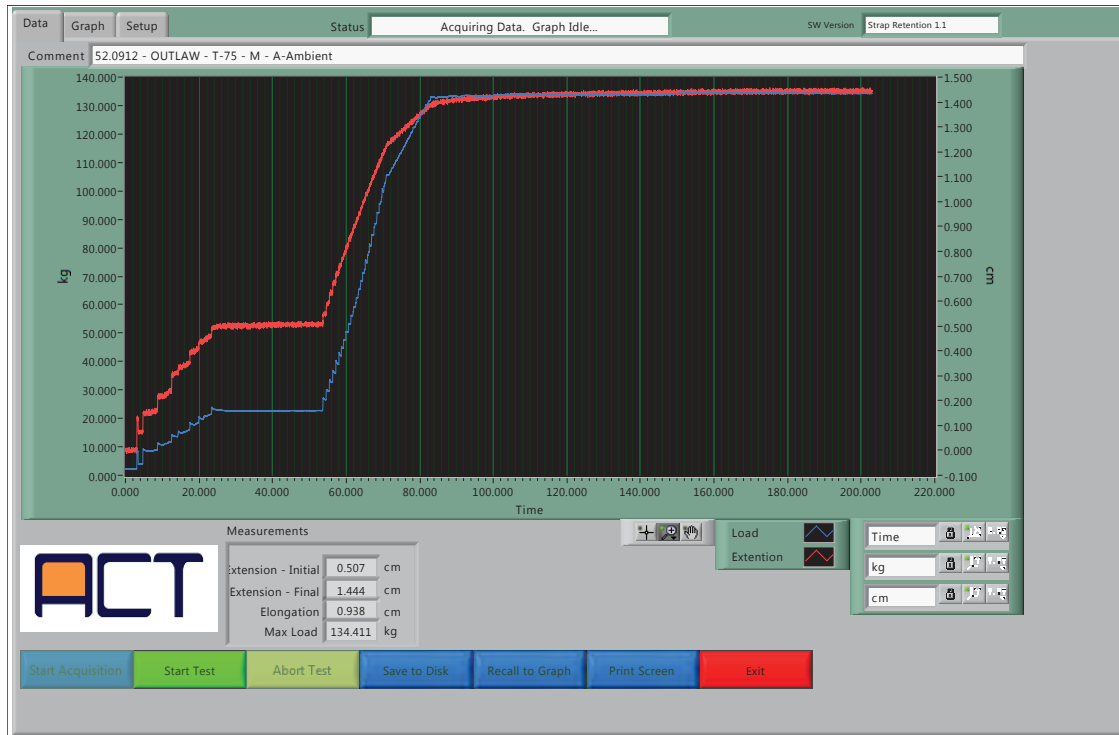 Data Graph Setup Status Acquiring Data. Graph Idle... SW Version Strap Retention 1.1
Comment 52.0912 - OUTLAW - T-75 - M - A-Ambient
140.000
130.000
120.000
110.000
100.000
90.000
80.000
70.000
60.000
50.000
40.000
30.000
20.000
10.000
0.000
kg
1.500
1.400
1.300
1.200
1.100
1.000
0.900
0.800
0.700
0.600
0.500
0.400
0.300
0.200
0.100
0.000
-0.100
cm
0.000 20.000 40.000 60.000 80.000 100.000 120.000 140.000 160.000 180.000 200.000 220.000
Time
Measurements
Extension - Initial 0.507 cm
Extension - Final 1.444 cm
Elongation 0.938 cm
Max Load 134.411 kg
Load
Extention
Time
kg
cm
ACT
Start Acquisition Start Test Abort Test Save to Disk Recall to Graph Print Screen Exit